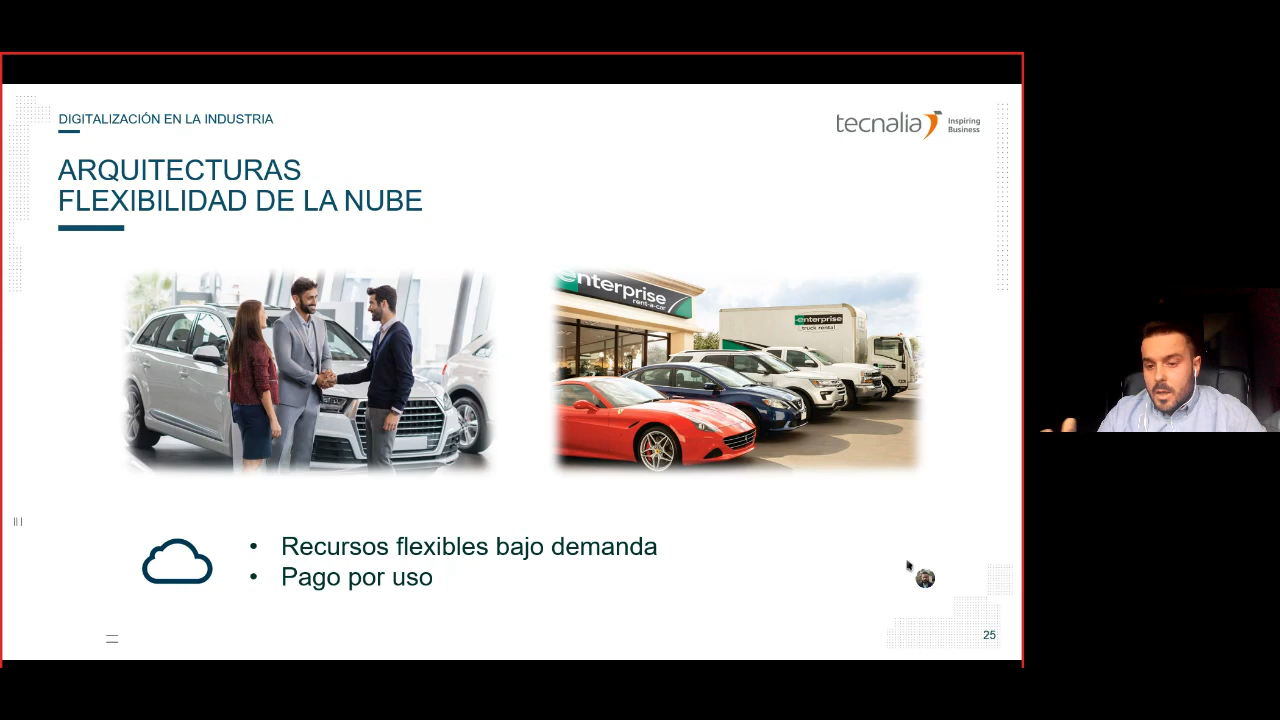 DIGITALIZACIÓN EN LA INDUSTRIA
tecnalia Inspiring
Business
ARQUITECTURAS
FLEXIBILIDAD DE LA NUBE
enterprise
rent-a-car
enterprise
truck rental
• Recursos flexibles bajo demanda
• Pago por uso
25